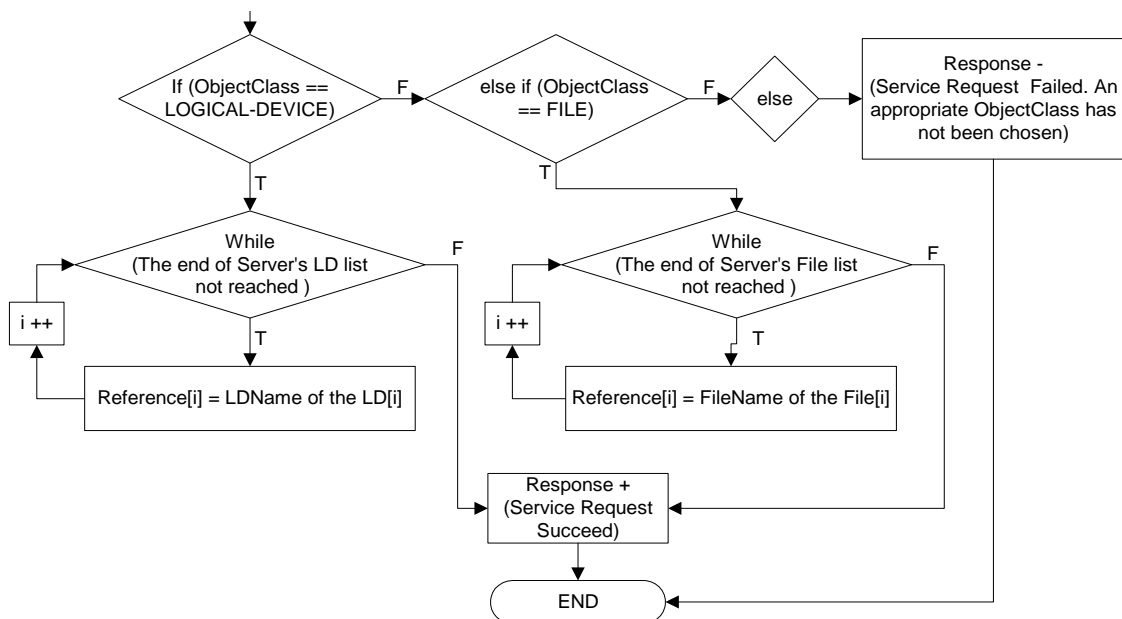 If (ObjectClass ==
LOGICAL-DEVICE)
F
else if (ObjectClass
== FILE)
F
else
Response -
(Service Request  Failed. An
appropriate ObjectClass has
not been chosen)
T
T
While
(The end of Server's LD list
not reached )
F
While
(The end of Server's File list
not reached )
F
i ++
T
i ++
T
Reference[i] = LDName of the LD[i]
Reference[i] = FileName of the File[i]
Response +
(Service Request
Succeed)
END